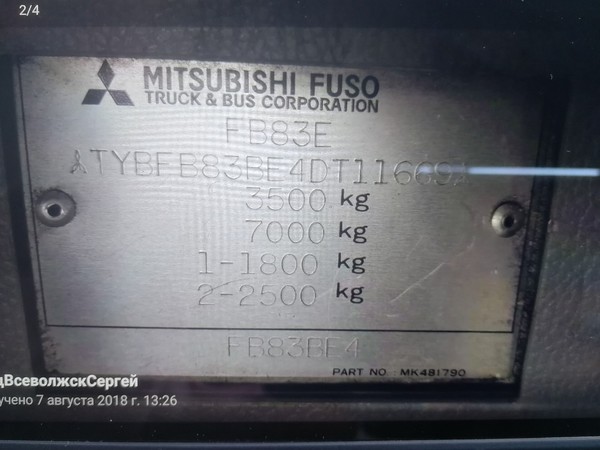 2/4
MITSUBISHI FUSO
TRUCK & BUS CORPORATION
FB83E
3500 kg
7000 kg
1-1800 kg
2-2500 kg
FB83BE4
PART NO. MK481790
дВсеволжскСергей
учено 7 августа 2018 г. 13:26